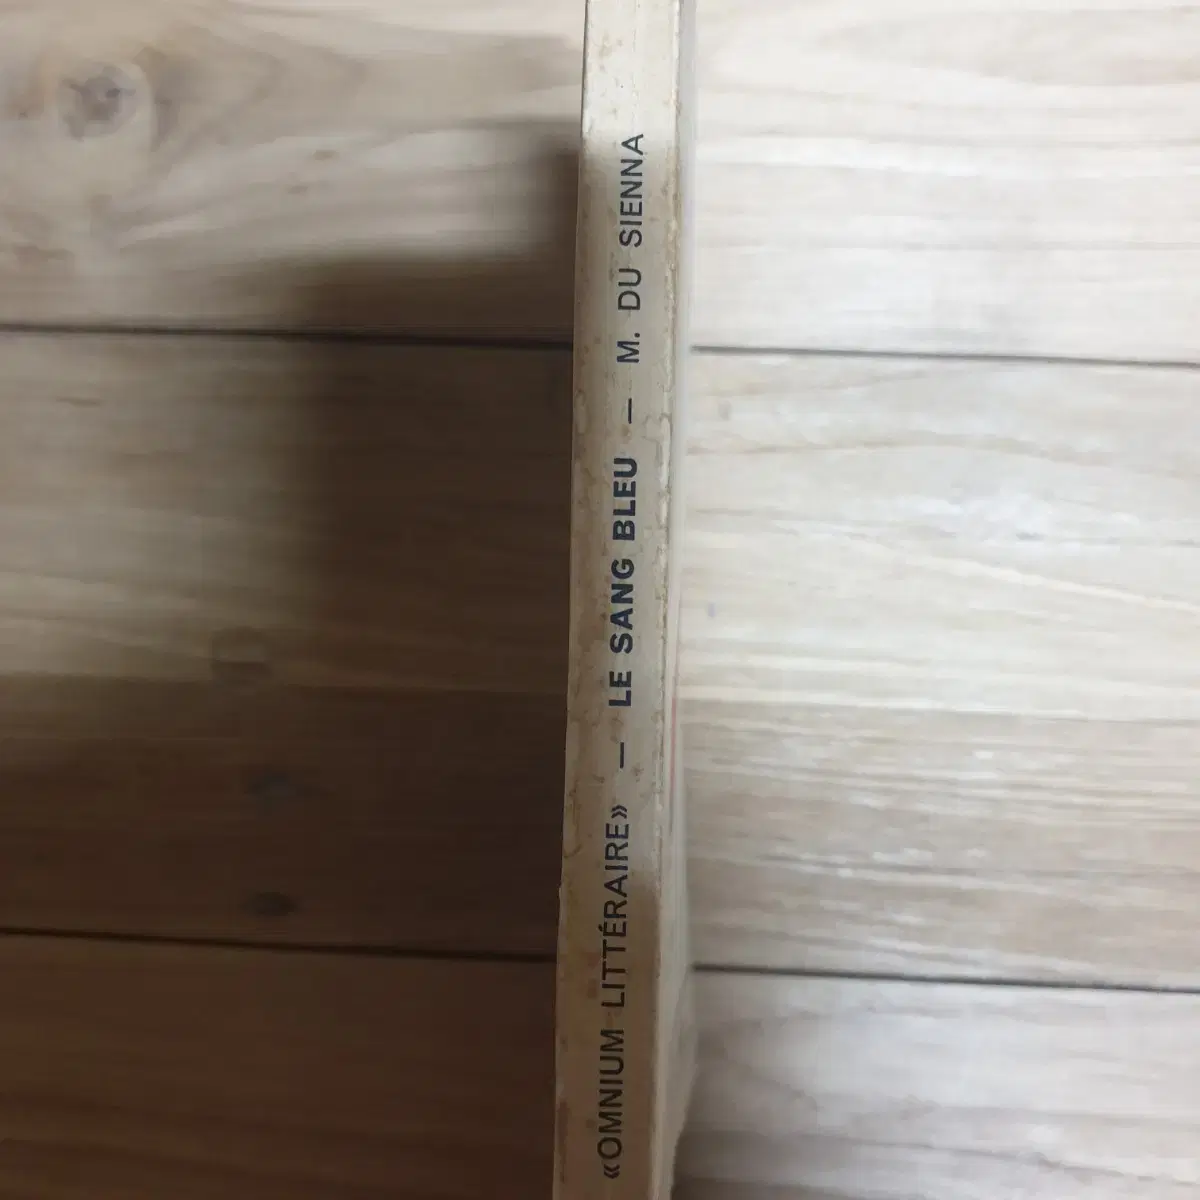 «OMNIUM LITTÉRAIRE» — LE SANG BLEU — M. DU SIENNA